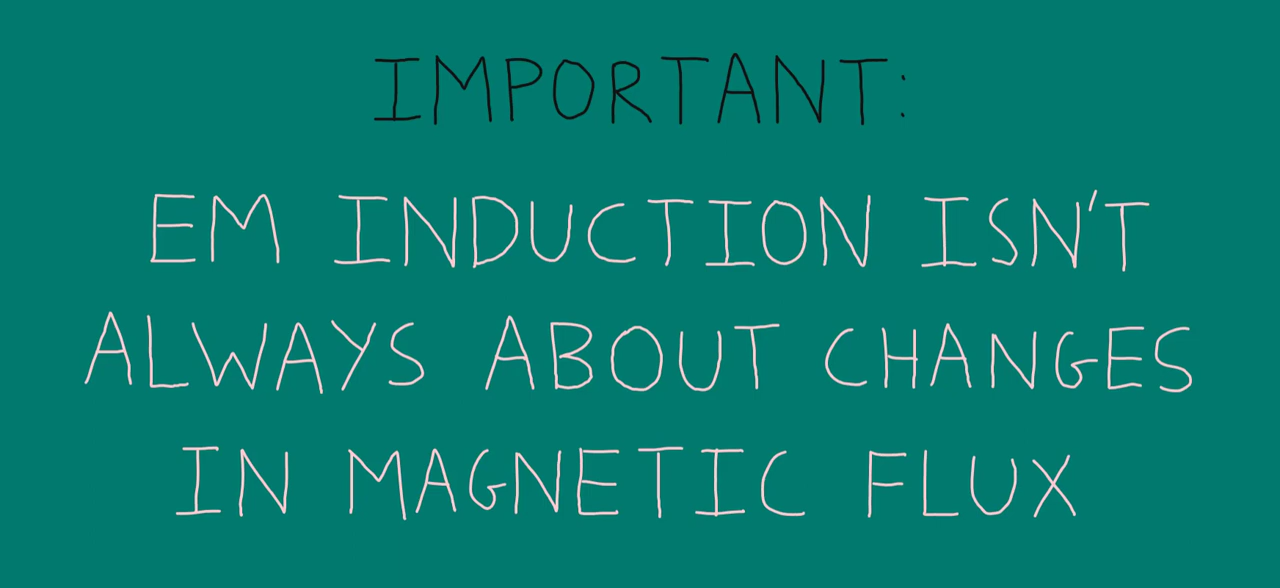 IMPORTANT:
EM INDUCTION ISN'T
ALWAYS ABOUT CHANGES
IN MAGNETIC FLUX